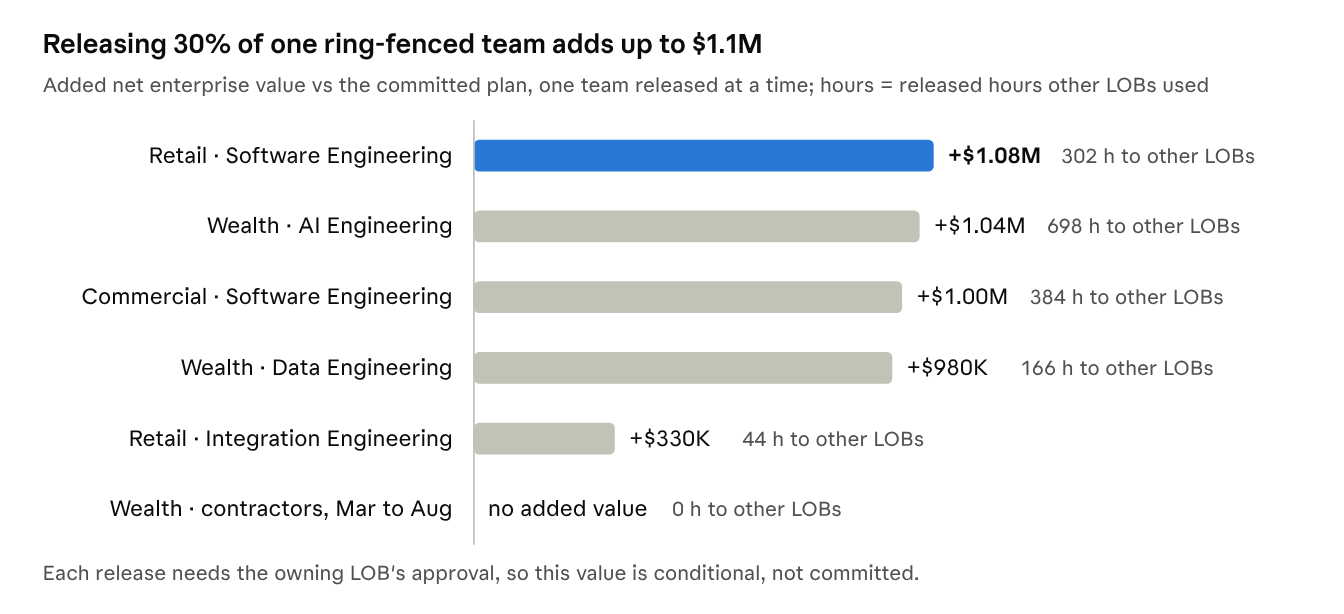 Releasing 30% of one ring-fenced team adds up to $1.1M
Added net enterprise value vs the committed plan, one team released at a time; hours = released hours other LOBs used
Retail · Software Engineering +$1.08M 302 h to other LOBs
Wealth · AI Engineering +$1.04M 698 h to other LOBs
Commercial · Software Engineering +$1.00M 384 h to other LOBs
Wealth · Data Engineering +$980K 166 h to other LOBs
Retail · Integration Engineering +$330K 44 h to other LOBs
Wealth · contractors, Mar to Aug no added value 0 h to other LOBs
Each release needs the owning LOB's approval, so this value is conditional, not committed.